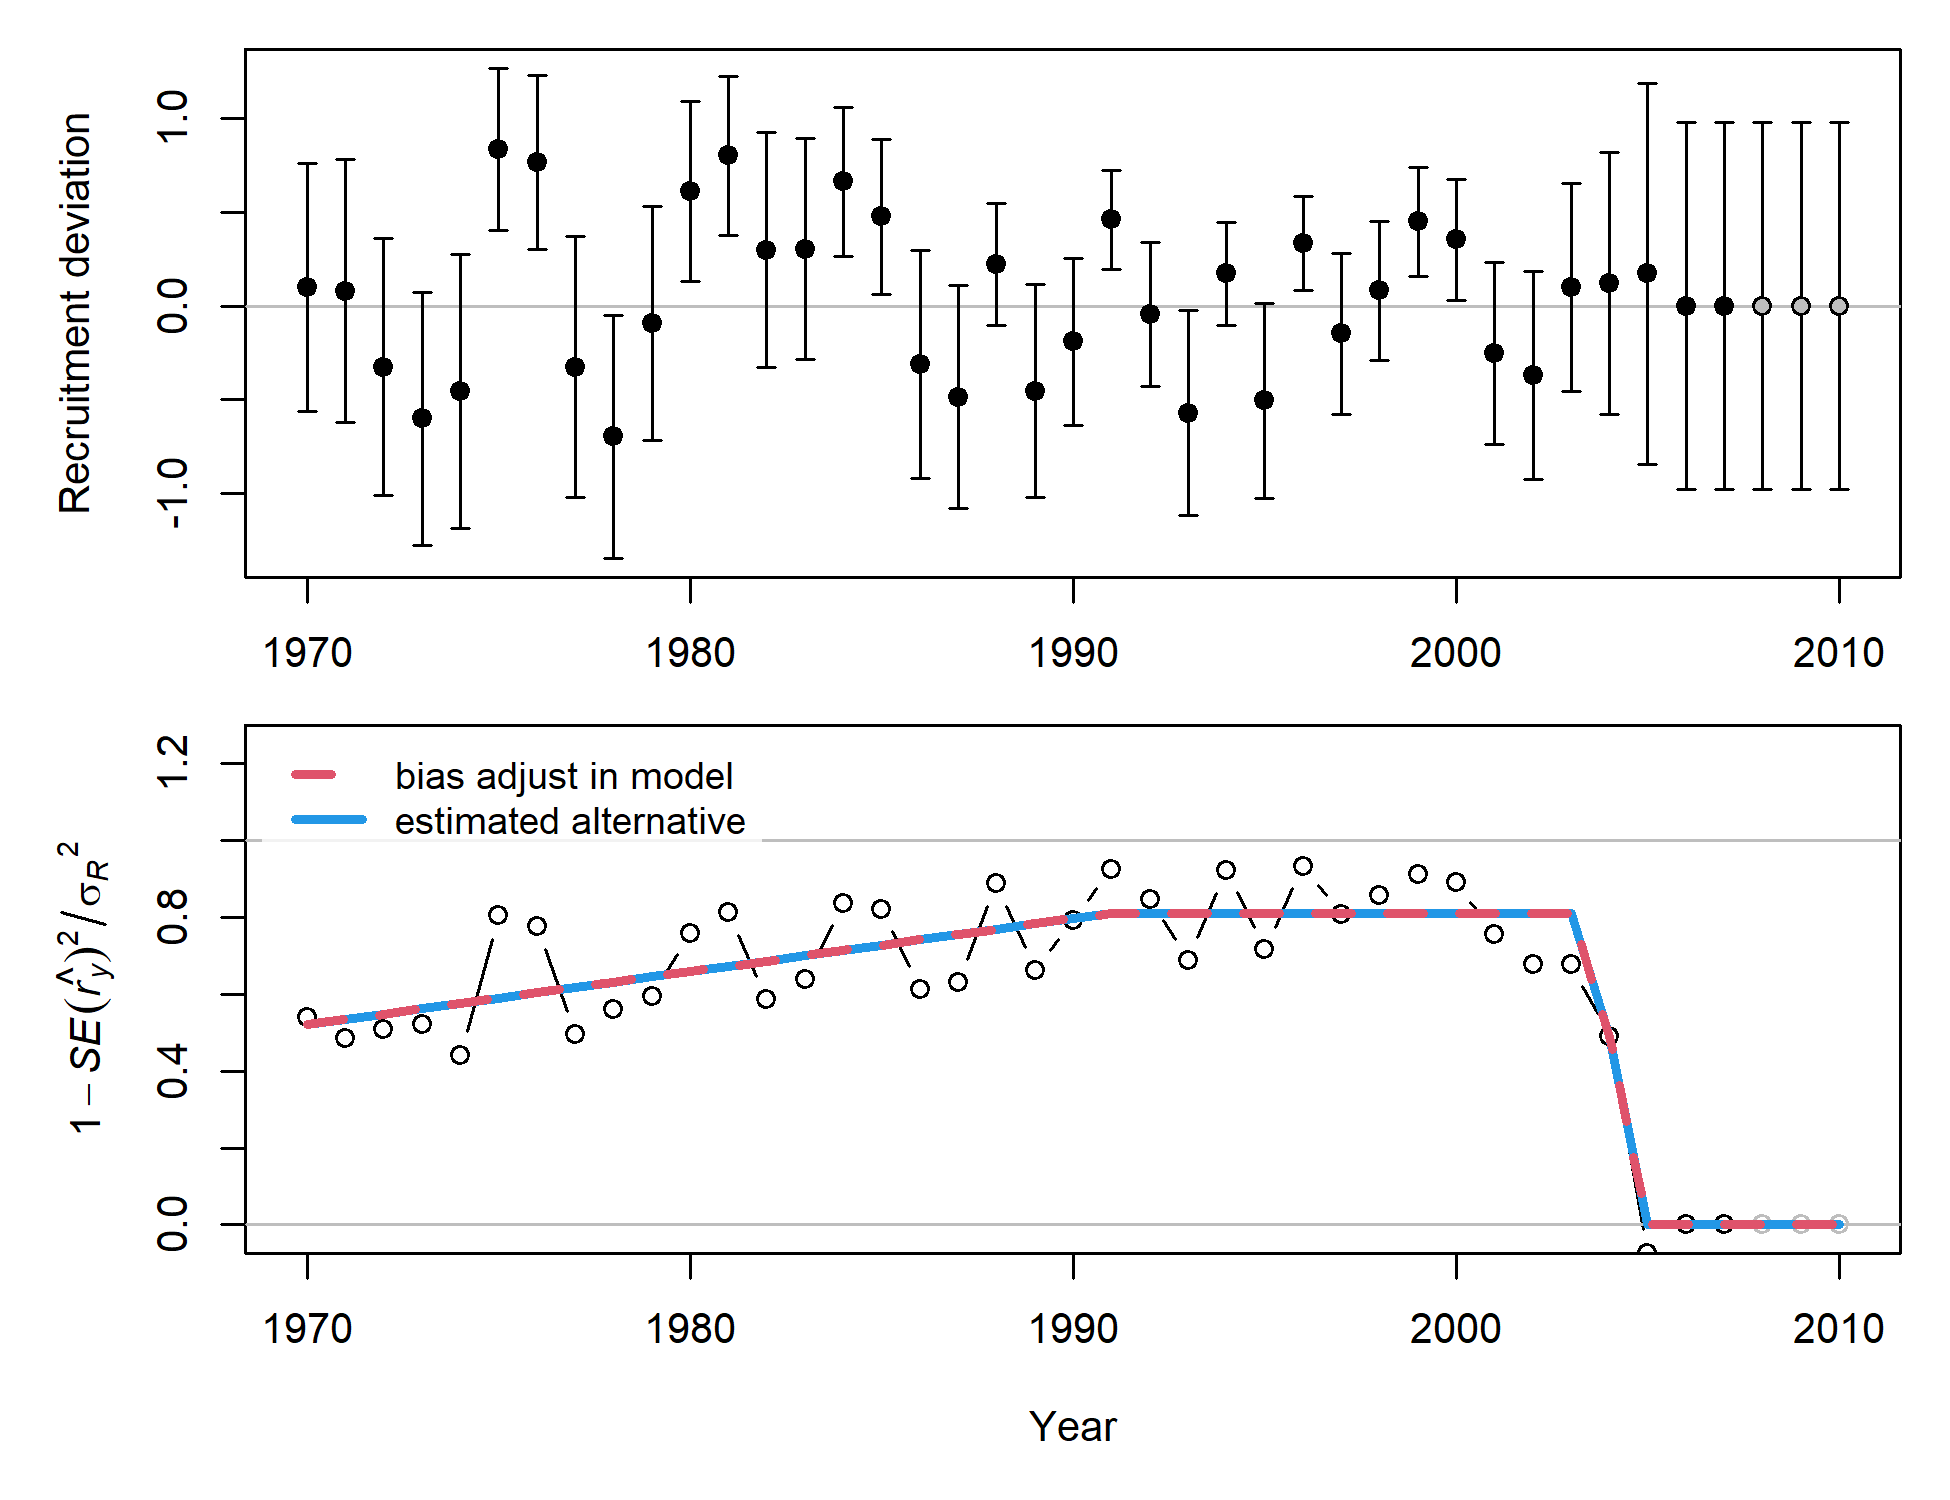 Recruitment deviation
1.0
0.0
-1.0
1970 1980 1990 2000 2010
1.2
0.8
0.4
0.0
bias adjust in model
estimated alternative
1 − SE(r̂y)² / σR²
1970 1980 1990 2000 2010
Year